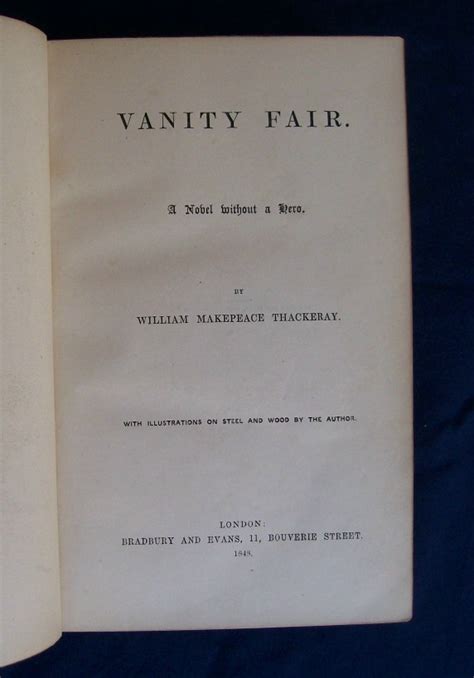 VANITY FAIR.
A Novel without a Hero.
BY
WILLIAM MAKEPEACE THACKERAY.
WITH ILLUSTRATIONS ON STEEL AND WOOD BY THE AUTHOR.
LONDON:
BRADBURY AND EVANS, 11, BOUVERIE STREET.
1848.